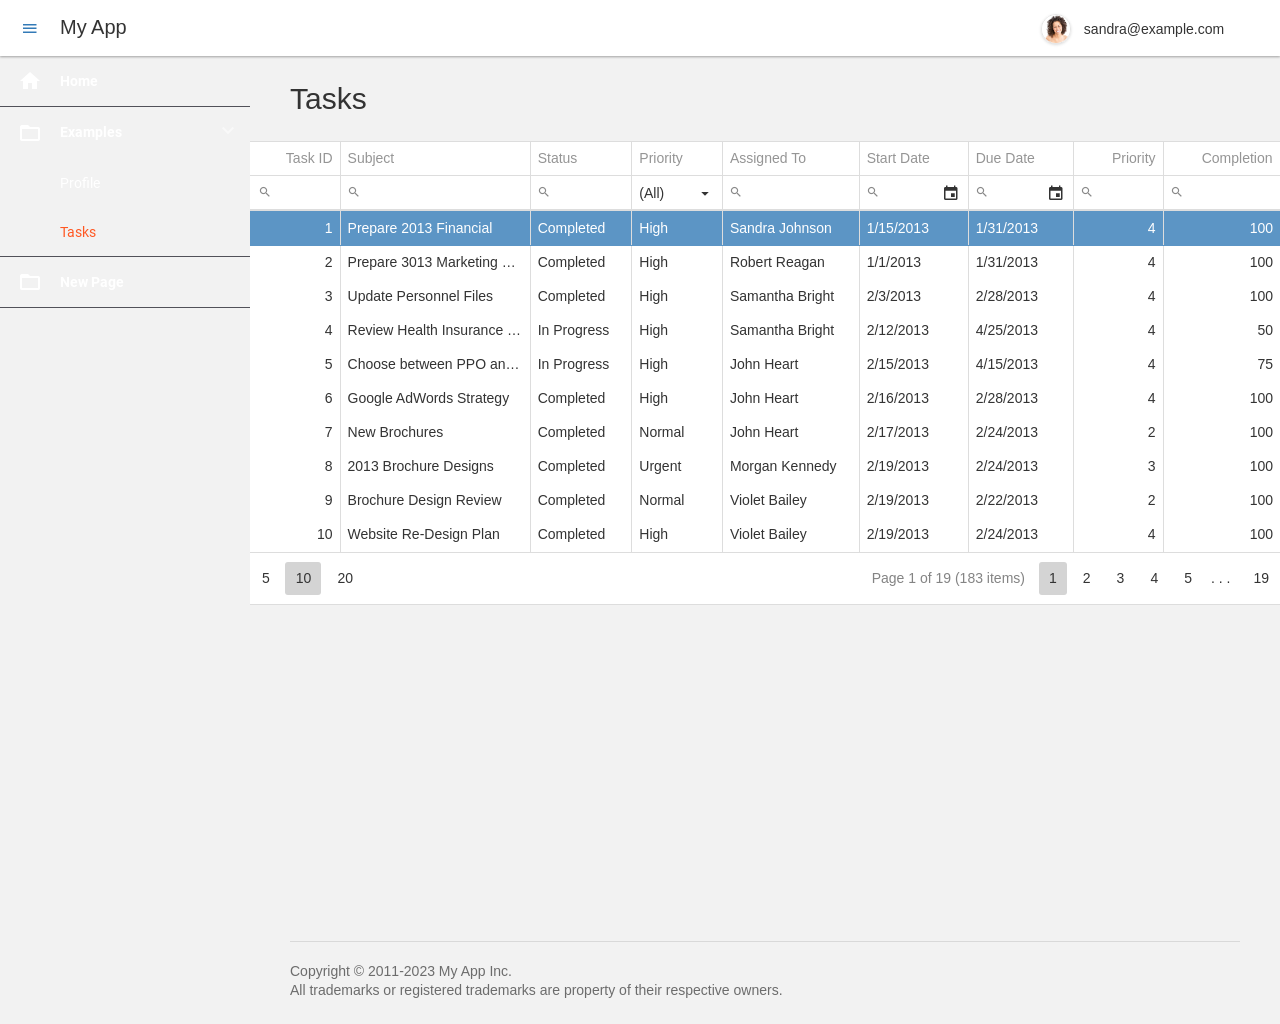 My App
sandra@example.com
Home
Examples
Profile
Tasks
New Page
Tasks
Task ID Subject Status Priority Assigned To Start Date Due Date Priority Completion
(All)
1 Prepare 2013 Financial Completed High Sandra Johnson 1/15/2013 1/31/2013 4 100
2 Prepare 3013 Marketing … Completed High Robert Reagan 1/1/2013 1/31/2013 4 100
3 Update Personnel Files Completed High Samantha Bright 2/3/2013 2/28/2013 4 100
4 Review Health Insurance … In Progress High Samantha Bright 2/12/2013 4/25/2013 4 50
5 Choose between PPO an… In Progress High John Heart 2/15/2013 4/15/2013 4 75
6 Google AdWords Strategy Completed High John Heart 2/16/2013 2/28/2013 4 100
7 New Brochures Completed Normal John Heart 2/17/2013 2/24/2013 2 100
8 2013 Brochure Designs Completed Urgent Morgan Kennedy 2/19/2013 2/24/2013 3 100
9 Brochure Design Review Completed Normal Violet Bailey 2/19/2013 2/22/2013 2 100
10 Website Re-Design Plan Completed High Violet Bailey 2/19/2013 2/24/2013 4 100
5 10 20 Page 1 of 19 (183 items) 1 2 3 4 5 . . . 19
Copyright © 2011-2023 My App Inc.
All trademarks or registered trademarks are property of their respective owners.